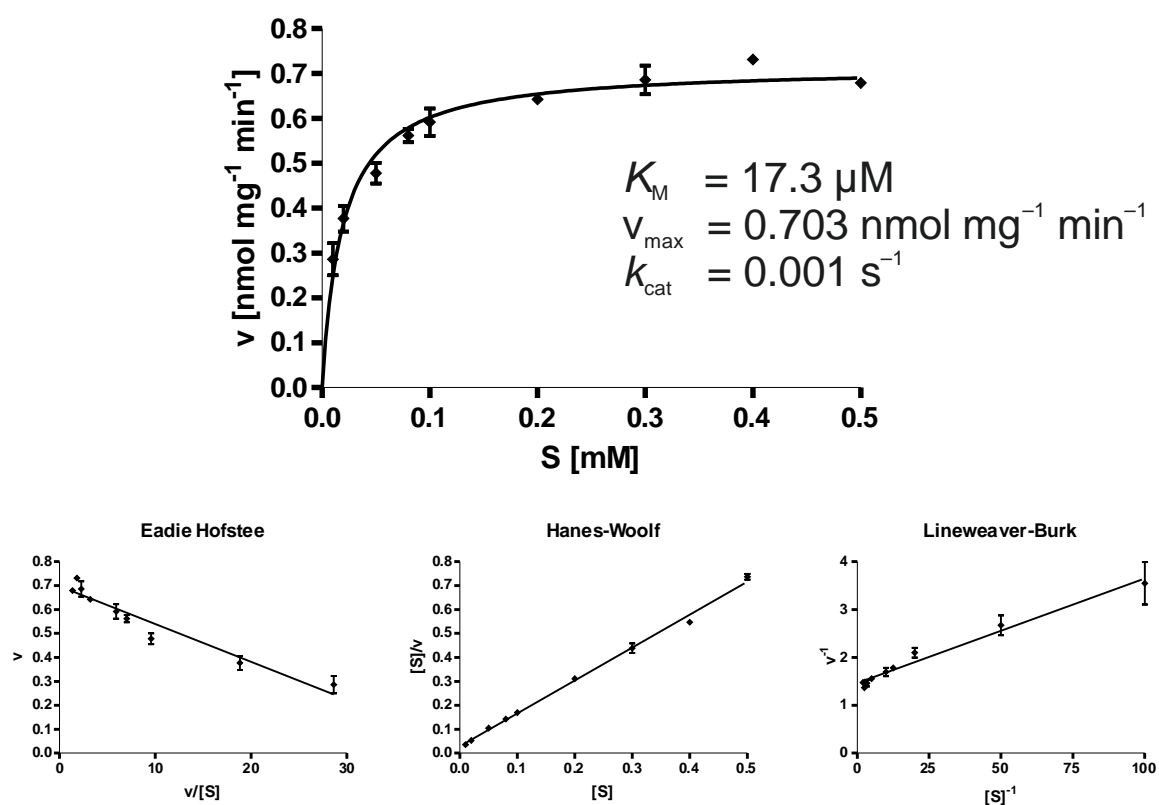 0.8
0.7
0.6
0.5
0.4
0.3
0.2
0.1
0.0
v [nmol mg⁻¹ min⁻¹]
K_M = 17.3 µM
v_max = 0.703 nmol mg⁻¹ min⁻¹
k_cat = 0.001 s⁻¹
0.0 0.1 0.2 0.3 0.4 0.5
S [mM]
Eadie Hofstee
0.8
0.7
0.6
0.5
0.4
0.3
0.2
0.1
0.0
v
0 10 20 30
v/[S]
Hanes-Woolf
0.8
0.7
0.6
0.5
0.4
0.3
0.2
0.1
0.0
[S]/v
0.0 0.1 0.2 0.3 0.4 0.5
[S]
Lineweaver-Burk
4
3
2
1
0
v⁻¹
0 25 50 75 100
[S]⁻¹